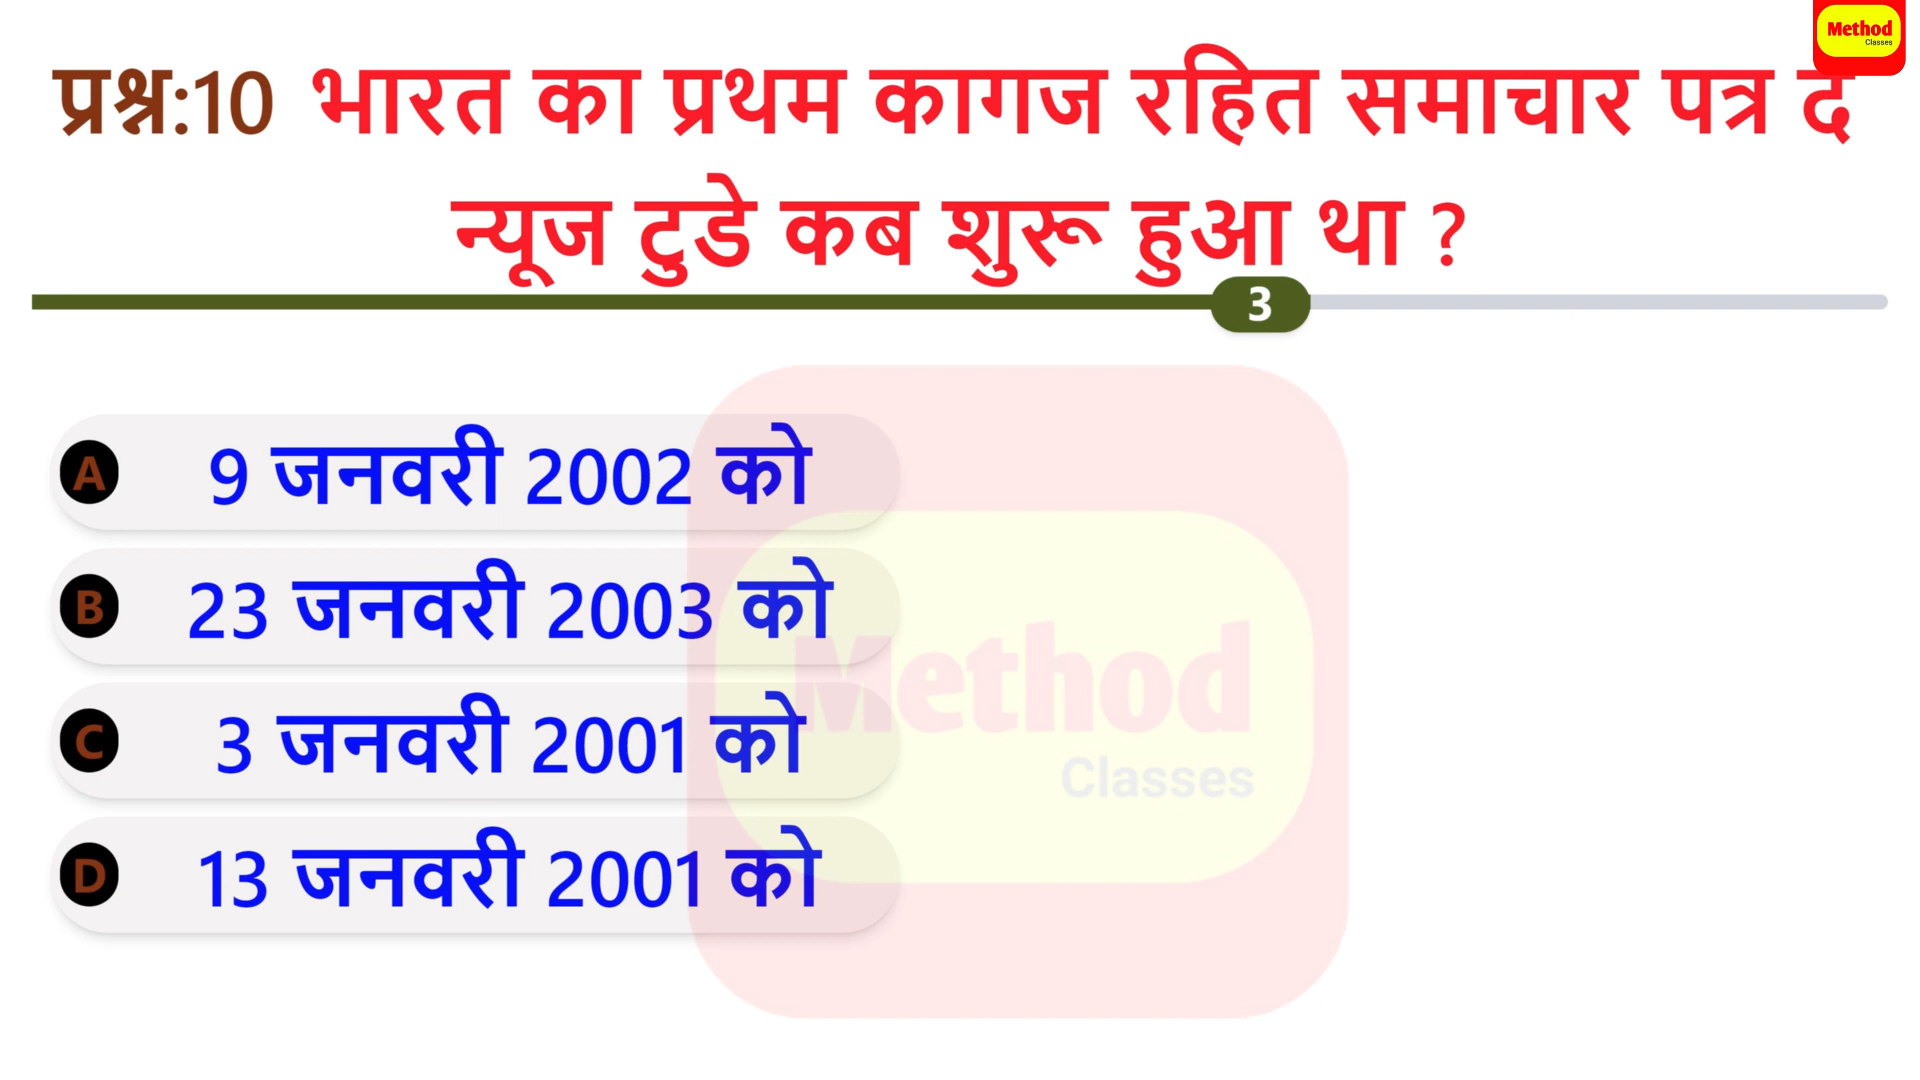 Method
Classes
प्रश्न:10 भारत का प्रथम कागज रहित समाचार पत्र द
न्यूज टुडे कब शुरू हुआ था ?
3
A 9 जनवरी 2002 को
B 23 जनवरी 2003 को
C 3 जनवरी 2001 को
D 13 जनवरी 2001 को
Method
Classes